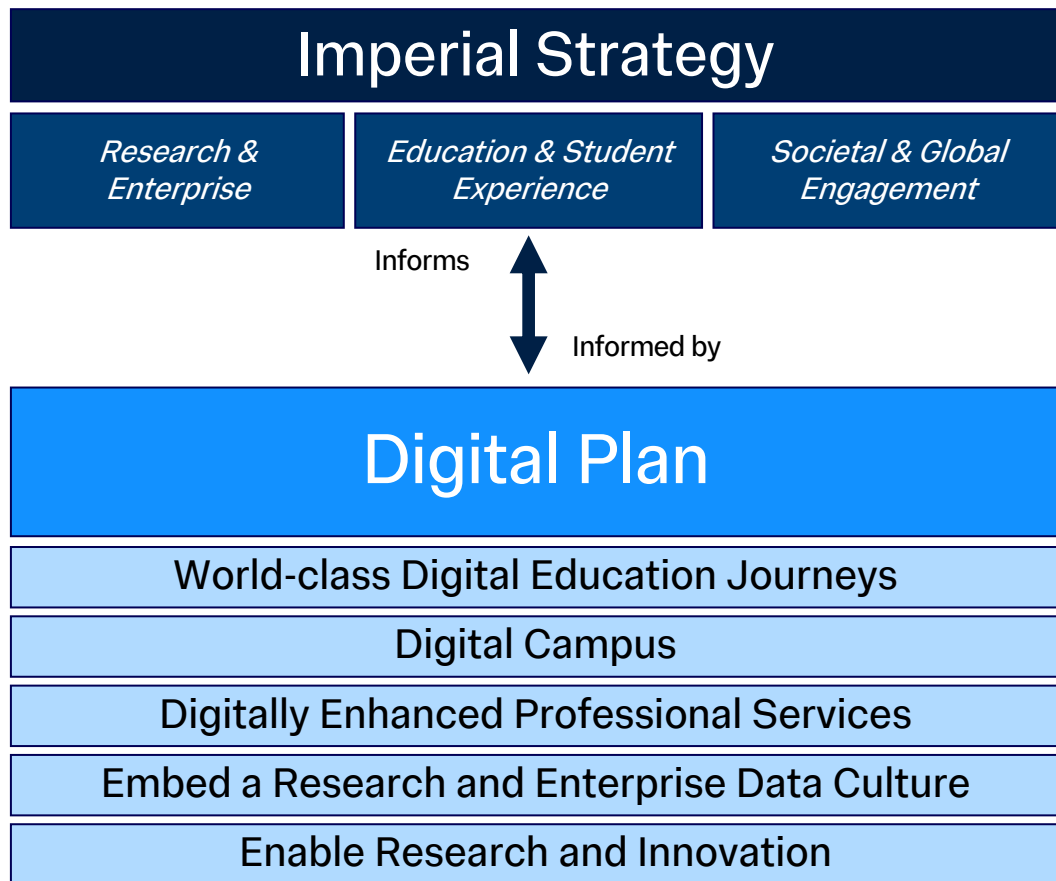 Imperial Strategy
Research &
Enterprise
Education & Student
Experience
Societal & Global
Engagement
Informs
Informed by
Digital Plan
World-class Digital Education Journeys
Digital Campus
Digitally Enhanced Professional Services
Embed a Research and Enterprise Data Culture
Enable Research and Innovation